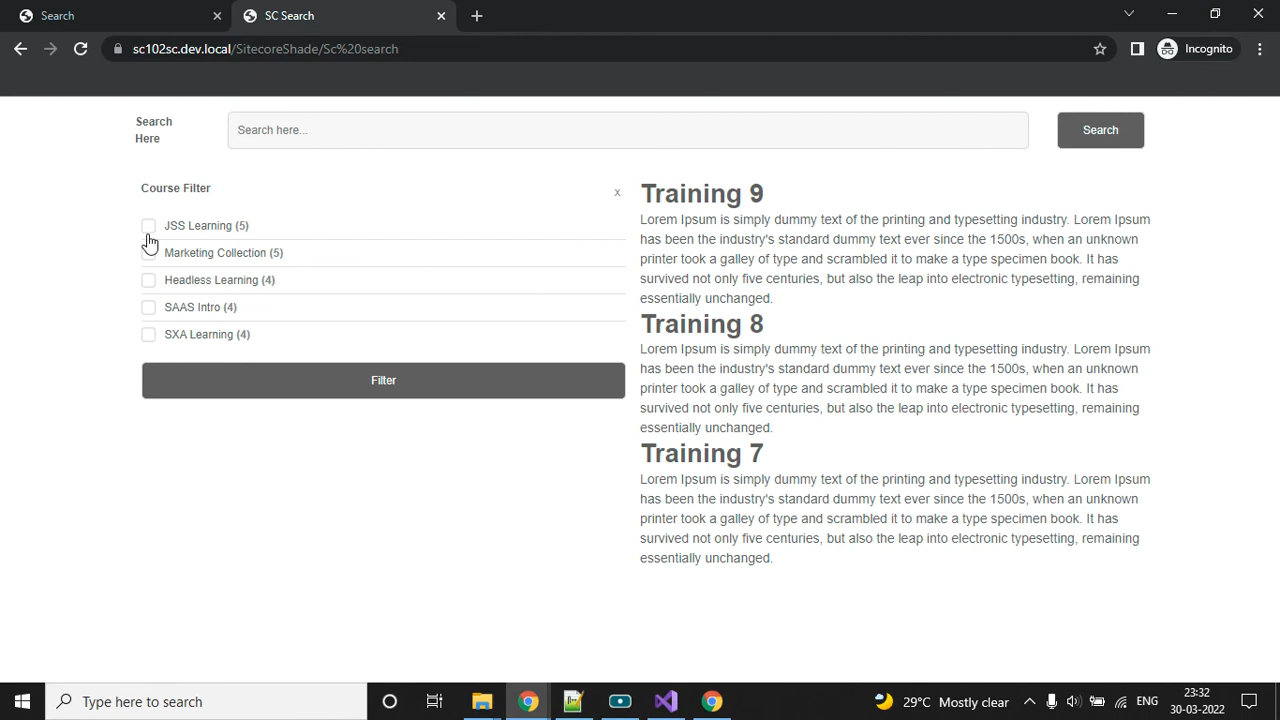 Search
SC Search
sc102sc.dev.local/SitecoreShade/Sc%20search
Incognito
Search
Here
Search here...
Search
Course Filter
x
JSS Learning (5)
Marketing Collection (5)
Headless Learning (4)
SAAS Intro (4)
SXA Learning (4)
Filter
Training 9
Lorem Ipsum is simply dummy text of the printing and typesetting industry. Lorem Ipsum
has been the industry's standard dummy text ever since the 1500s, when an unknown
printer took a galley of type and scrambled it to make a type specimen book. It has
survived not only five centuries, but also the leap into electronic typesetting, remaining
essentially unchanged.
Training 8
Lorem Ipsum is simply dummy text of the printing and typesetting industry. Lorem Ipsum
has been the industry's standard dummy text ever since the 1500s, when an unknown
printer took a galley of type and scrambled it to make a type specimen book. It has
survived not only five centuries, but also the leap into electronic typesetting, remaining
essentially unchanged.
Training 7
Lorem Ipsum is simply dummy text of the printing and typesetting industry. Lorem Ipsum
has been the industry's standard dummy text ever since the 1500s, when an unknown
printer took a galley of type and scrambled it to make a type specimen book. It has
survived not only five centuries, but also the leap into electronic typesetting, remaining
essentially unchanged.
Type here to search
29°C Mostly clear
ENG
23:32
30-03-2022